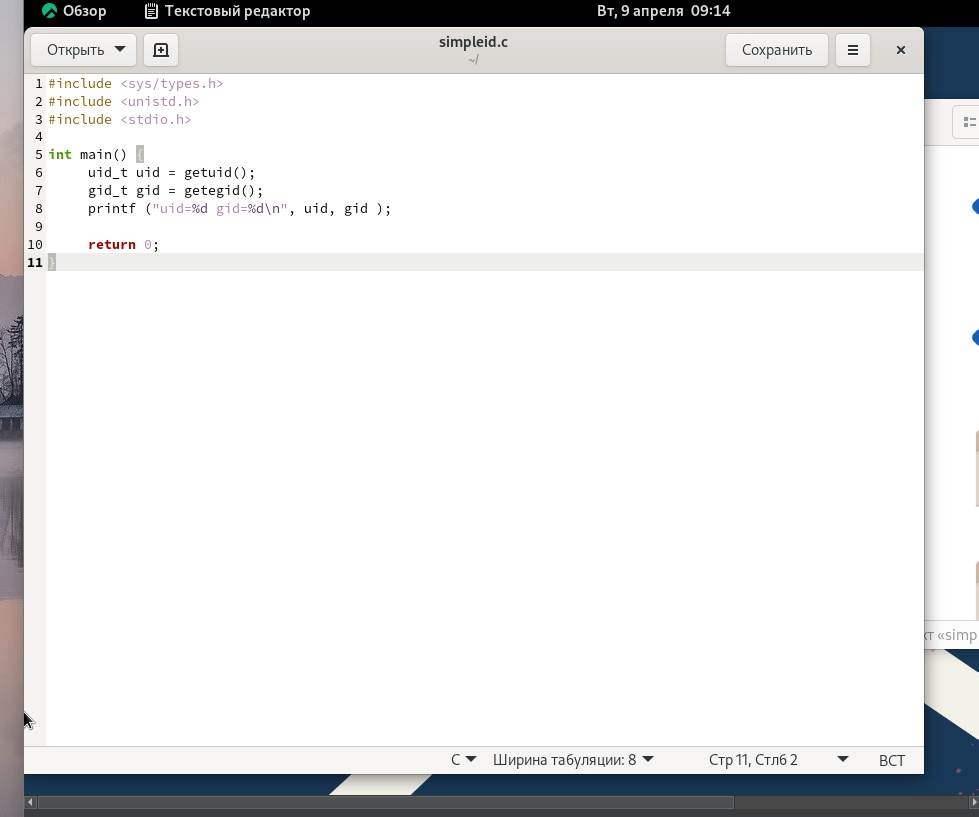 Обзор Текстовый редактор Вт, 9 апреля 09:14
Открыть simpleid.c Сохранить
~/
1 #include <sys/types.h>
2 #include <unistd.h>
3 #include <stdio.h>
4
5 int main() {
6 uid_t uid = getuid();
7 gid_t gid = getegid();
8 printf ("uid=%d gid=%d\n", uid, gid );
9
10 return 0;
11 }
«simp
C Ширина табуляции: 8 Стр 11, Стлб 2 ВСТ